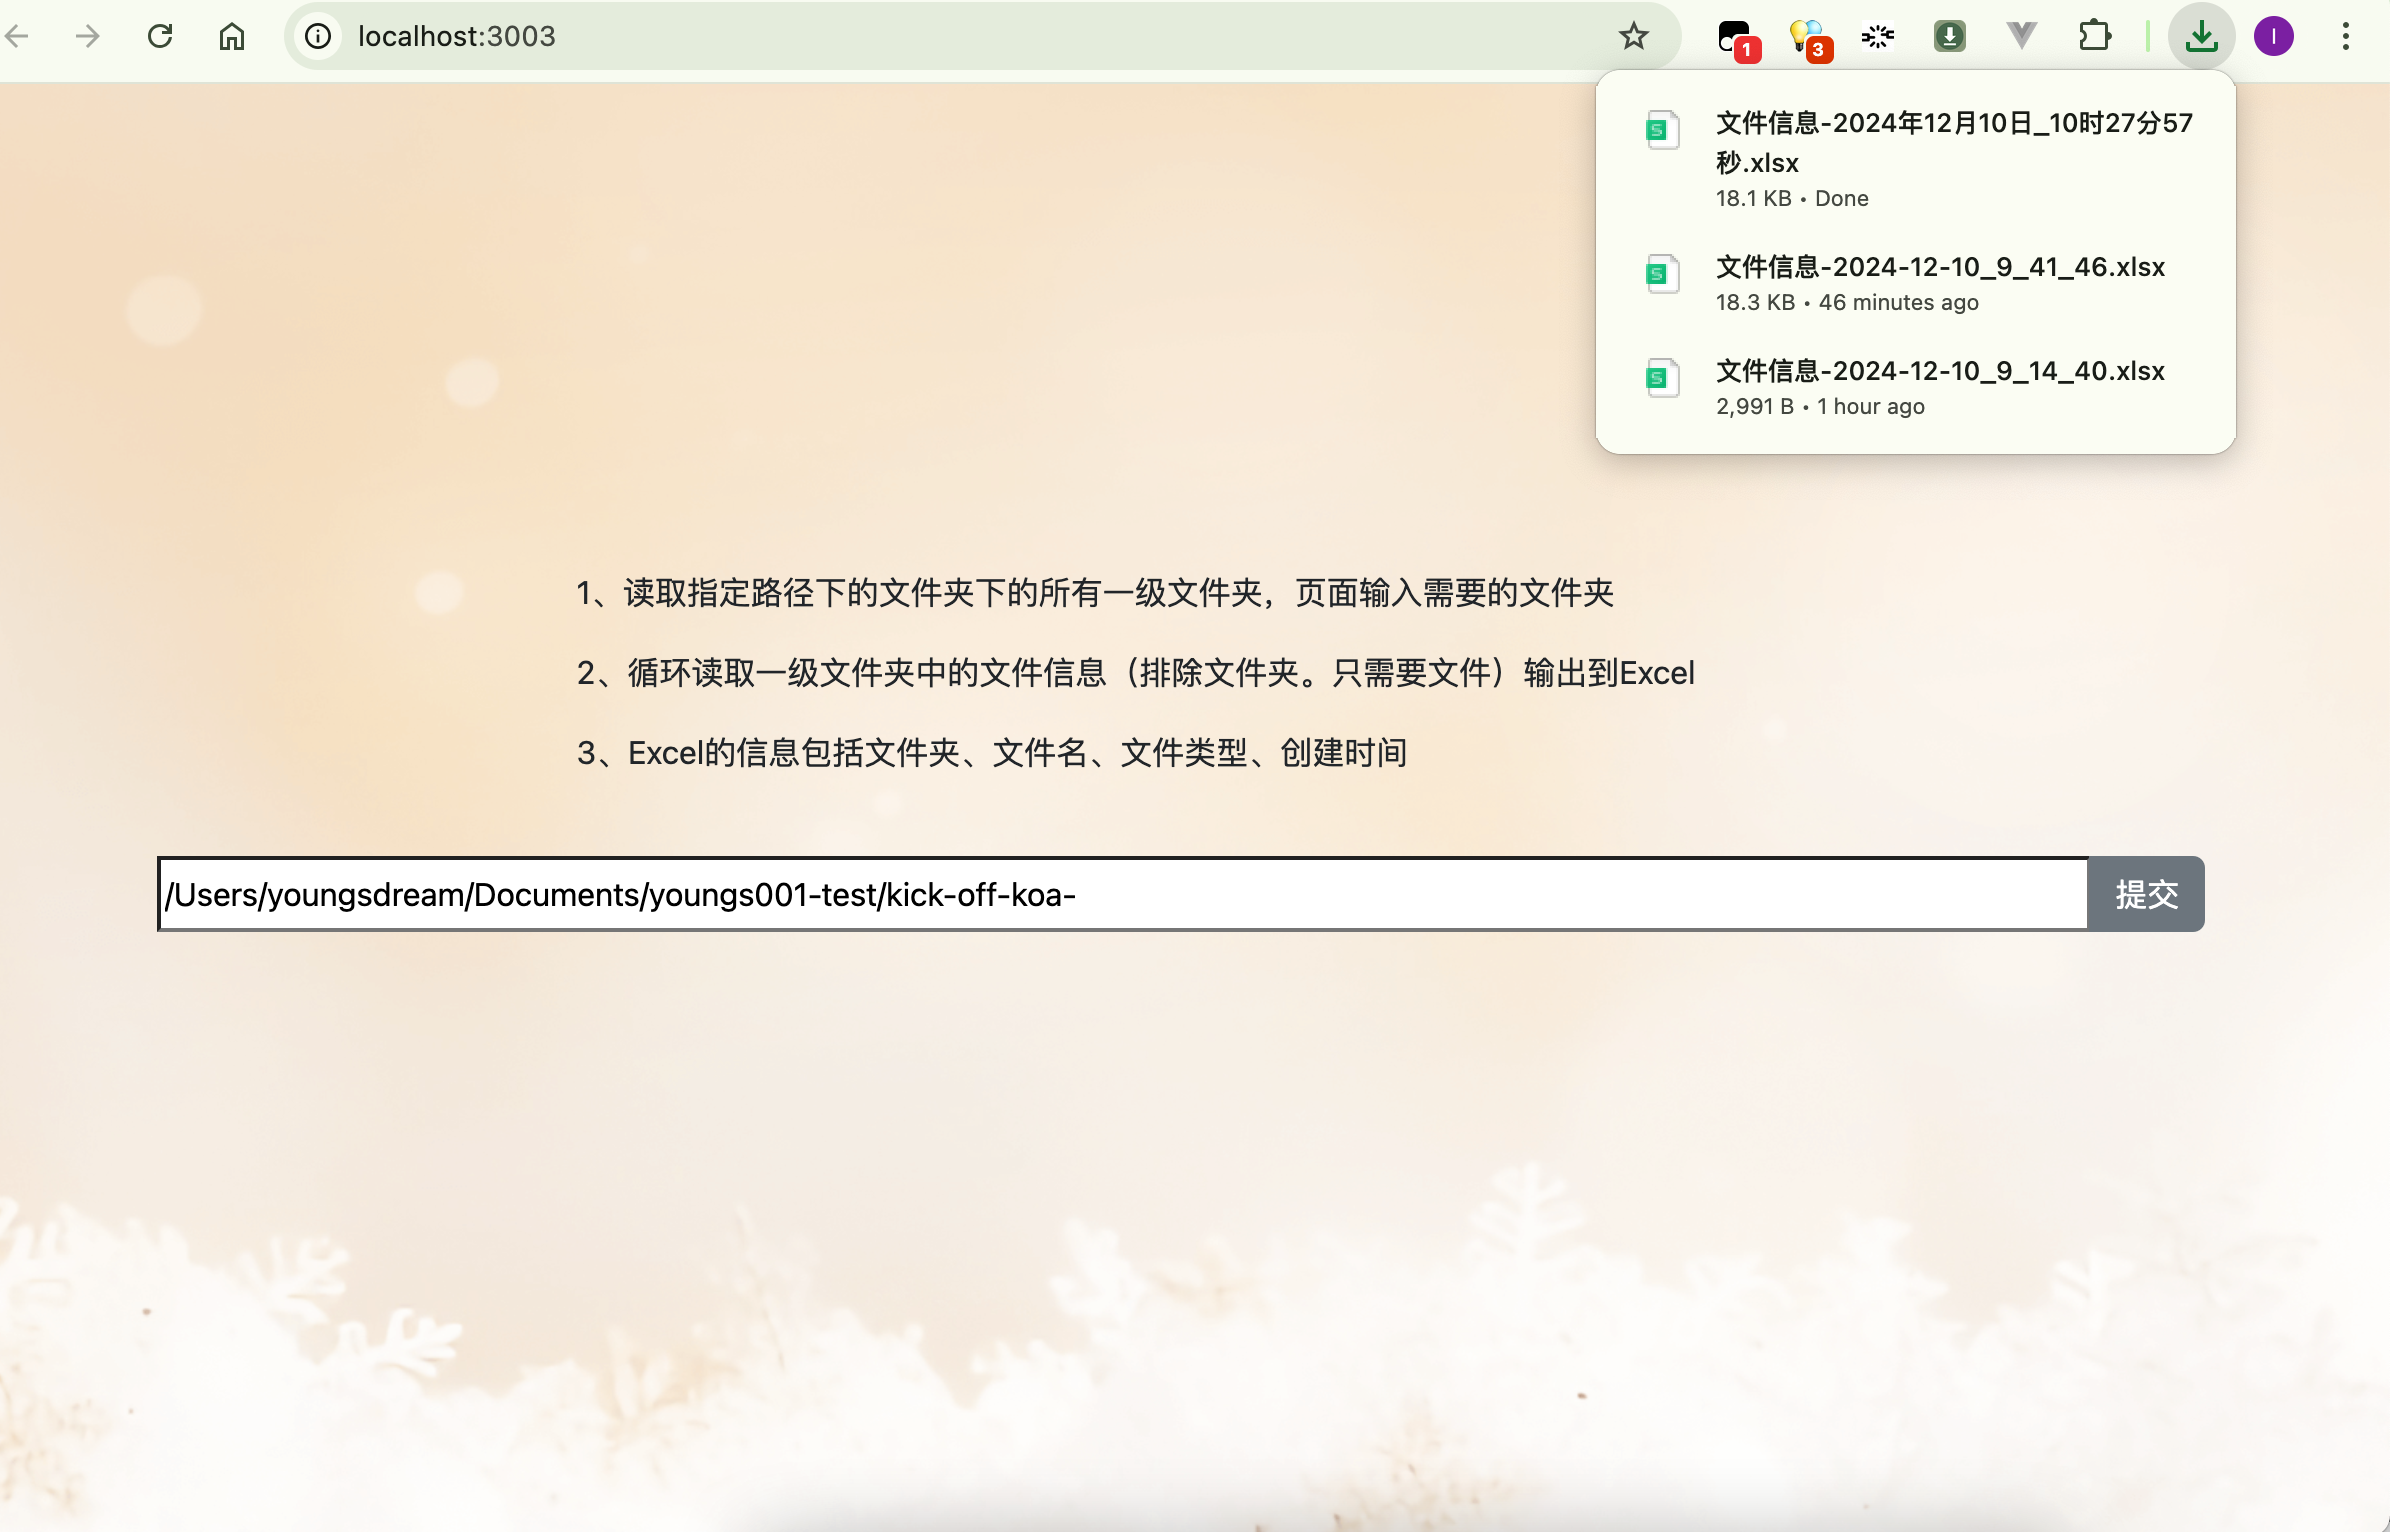 localhost:3003
1
3
I
文件信息-2024年12月10日_10时27分57
秒.xlsx
18.1 KB • Done
文件信息-2024-12-10_9_41_46.xlsx
18.3 KB • 46 minutes ago
文件信息-2024-12-10_9_14_40.xlsx
2,991 B • 1 hour ago
1、读取指定路径下的文件夹下的所有一级文件夹，页面输入需要的文件夹
2、循环读取一级文件夹中的文件信息（排除文件夹。只需要文件）输出到Excel
3、Excel的信息包括文件夹、文件名、文件类型、创建时间
/Users/youngsdream/Documents/youngs001-test/kick-off-koa-
提交